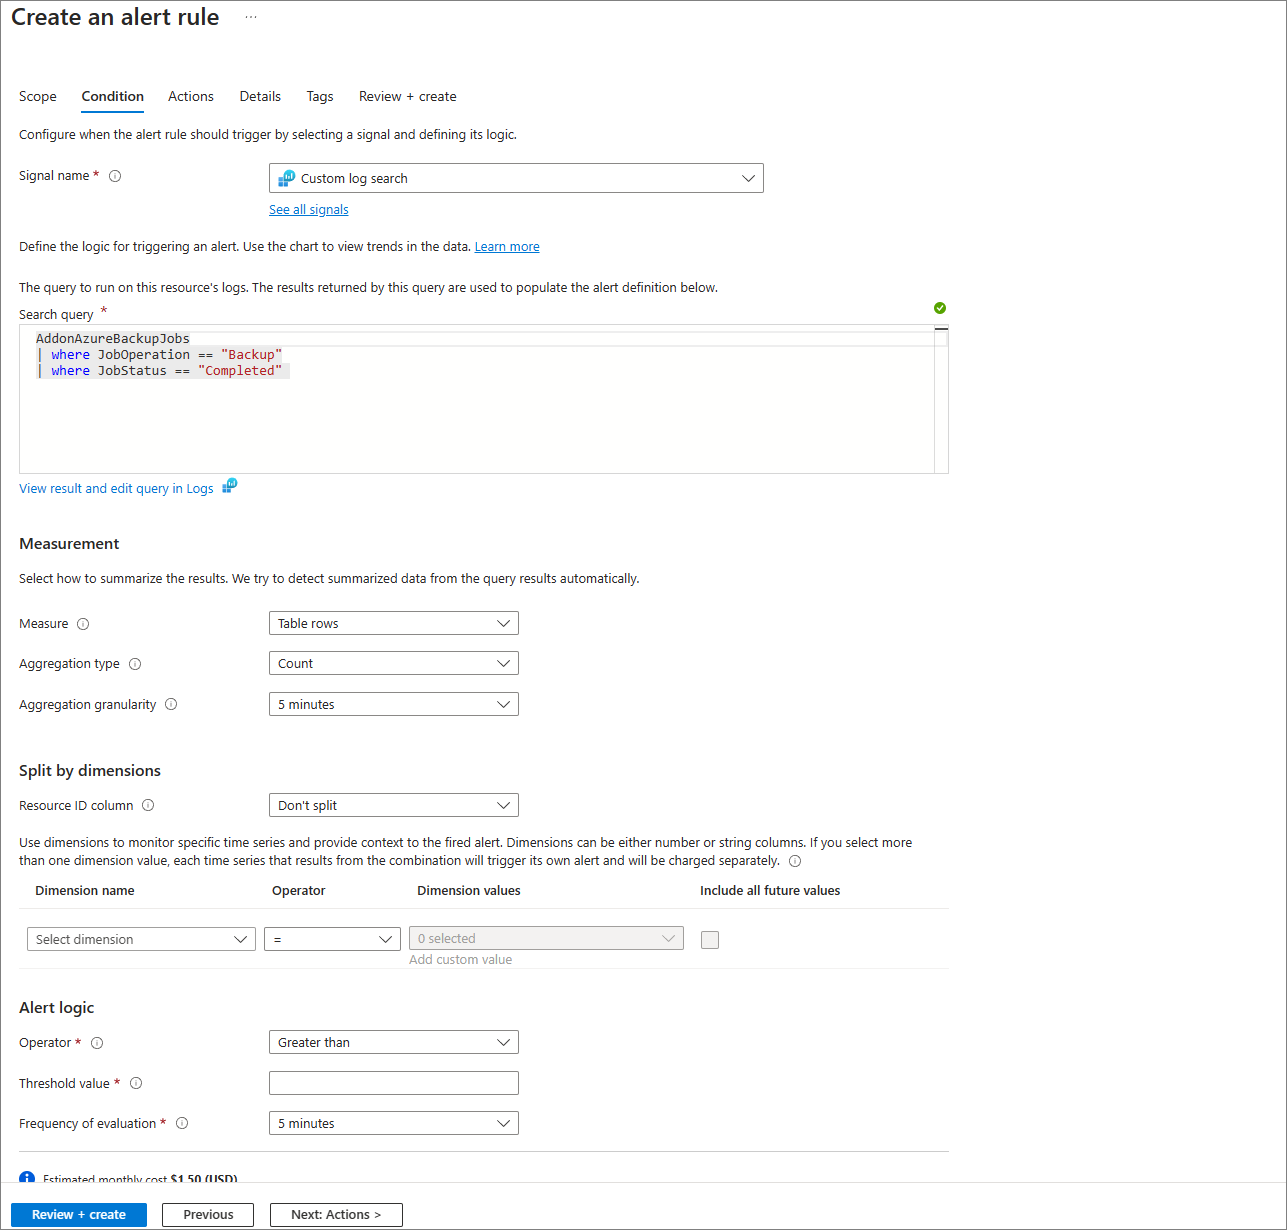 Create an alert rule ...
Scope Condition Actions Details Tags Review + create
Configure when the alert rule should trigger by selecting a signal and defining its logic.
Signal name * Custom log search
See all signals
Define the logic for triggering an alert. Use the chart to view trends in the data. Learn more
The query to run on this resource's logs. The results returned by this query are used to populate the alert definition below.
Search query *
AddonAzureBackupJobs
| where JobOperation == "Backup"
| where JobStatus == "Completed"
View result and edit query in Logs
Measurement
Select how to summarize the results. We try to detect summarized data from the query results automatically.
Measure Table rows
Aggregation type Count
Aggregation granularity 5 minutes
Split by dimensions
Resource ID column Don't split
Use dimensions to monitor specific time series and provide context to the fired alert. Dimensions can be either number or string columns. If you select more
than one dimension value, each time series that results from the combination will trigger its own alert and will be charged separately.
Dimension name Operator Dimension values Include all future values
Select dimension = 0 selected
Add custom value
Alert logic
Operator * Greater than
Threshold value *
Frequency of evaluation * 5 minutes
Estimated monthly cost $1.50 (USD)
Review + create Previous Next: Actions >